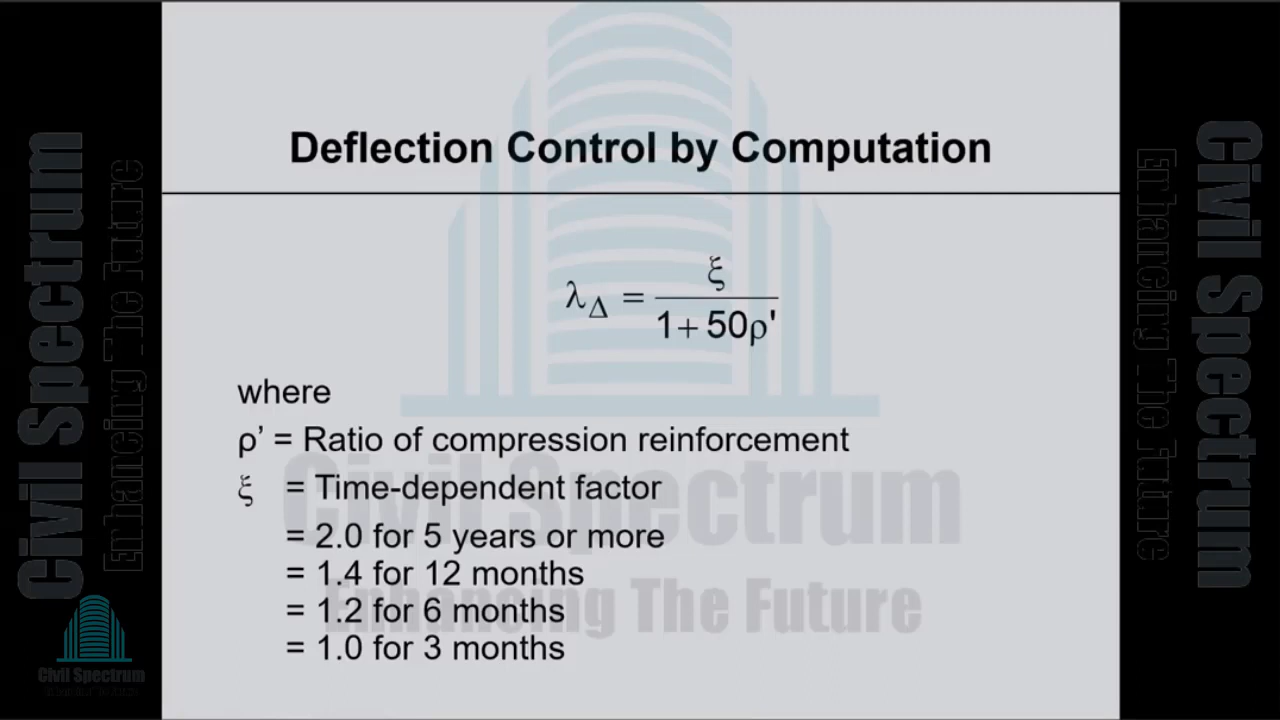 Deflection Control by Computation
λΔ = ξ / 1+ 50ρ'
where
ρ’ = Ratio of compression reinforcement
ξ = Time-dependent factor
= 2.0 for 5 years or more
= 1.4 for 12 months
= 1.2 for 6 months
= 1.0 for 3 months
Civil Spectrum
Enhancing The Future
Civil Spectrum
Enhancing The Future
Civil Spectrum
Enhancing The Future
Civil Spectrum